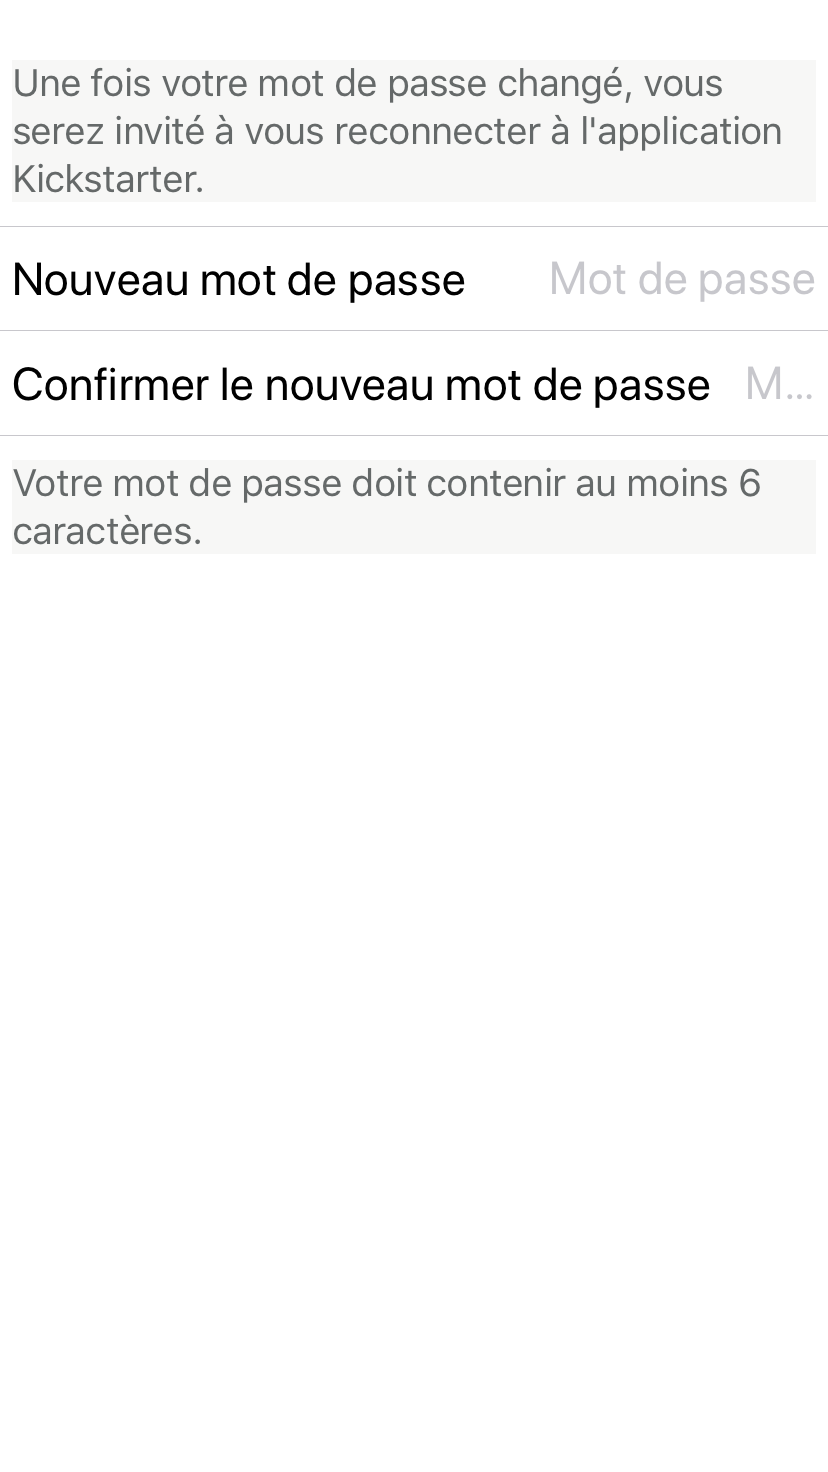 Une fois votre mot de passe changé, vous
serez invité à vous reconnecter à l'application
Kickstarter.
Nouveau mot de passe Mot de passe
Confirmer le nouveau mot de passe M...
Votre mot de passe doit contenir au moins 6
caractères.